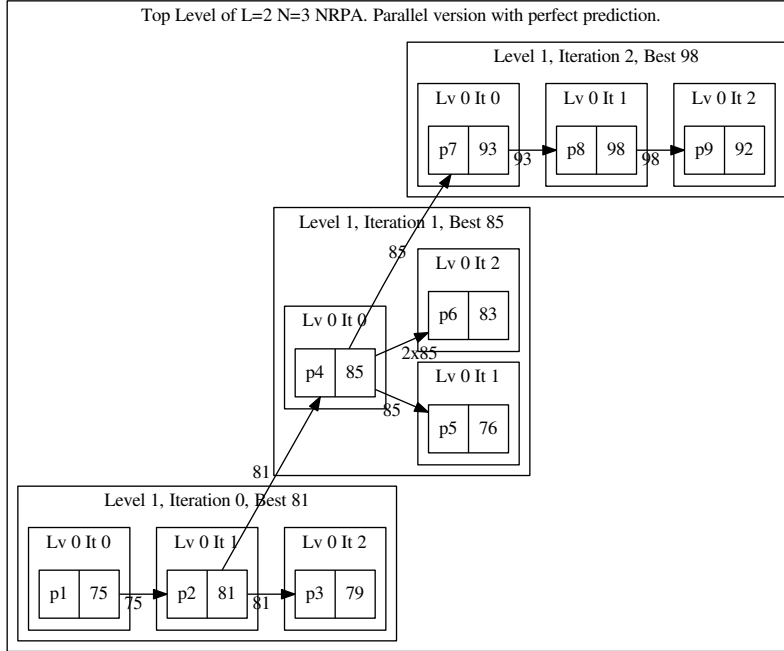 Top Level of L=2 N=3 NRPA. Parallel version with perfect prediction.
Level 1, Iteration 2, Best 98
Lv 0 It 0
Lv 0 It 1
Lv 0 It 2
p7 93
93
p8 98
98
p9 92
Level 1, Iteration 1, Best 85
85
Lv 0 It 2
p6 83
Lv 0 It 0
p4 85
2x85
85
Lv 0 It 1
p5 76
81
Level 1, Iteration 0, Best 81
Lv 0 It 0
Lv 0 It 1
Lv 0 It 2
p1 75
75
p2 81
81
p3 79